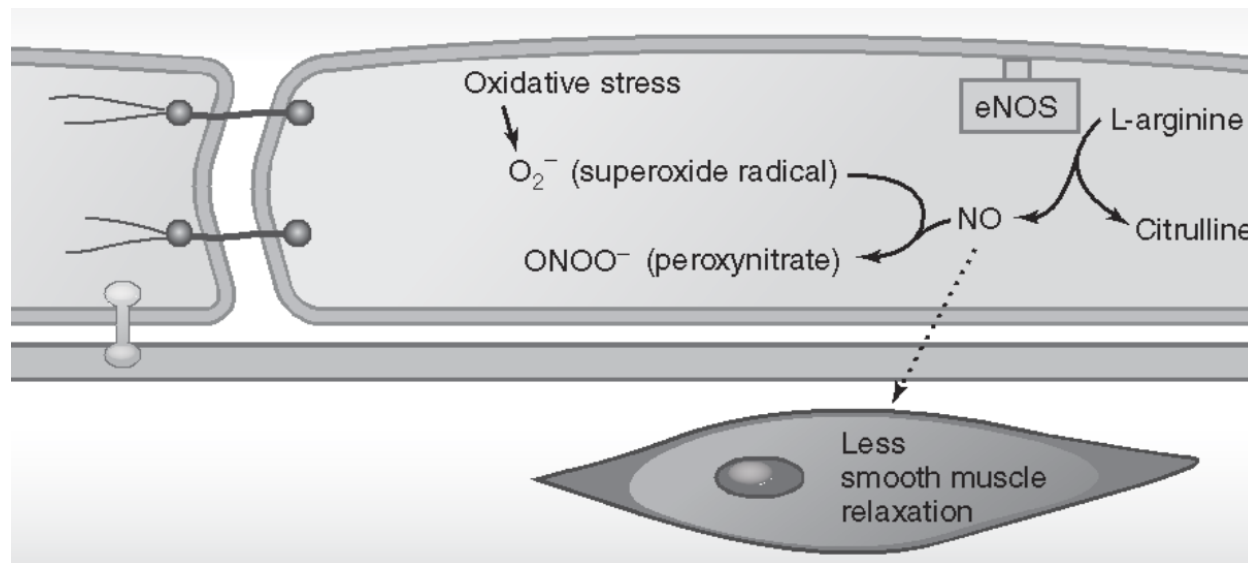 Oxidative stress
eNOS
L-arginine
O₂⁻ (superoxide radical)
NO
Citrulline
ONOO⁻ (peroxynitrate)
Less
smooth muscle
relaxation